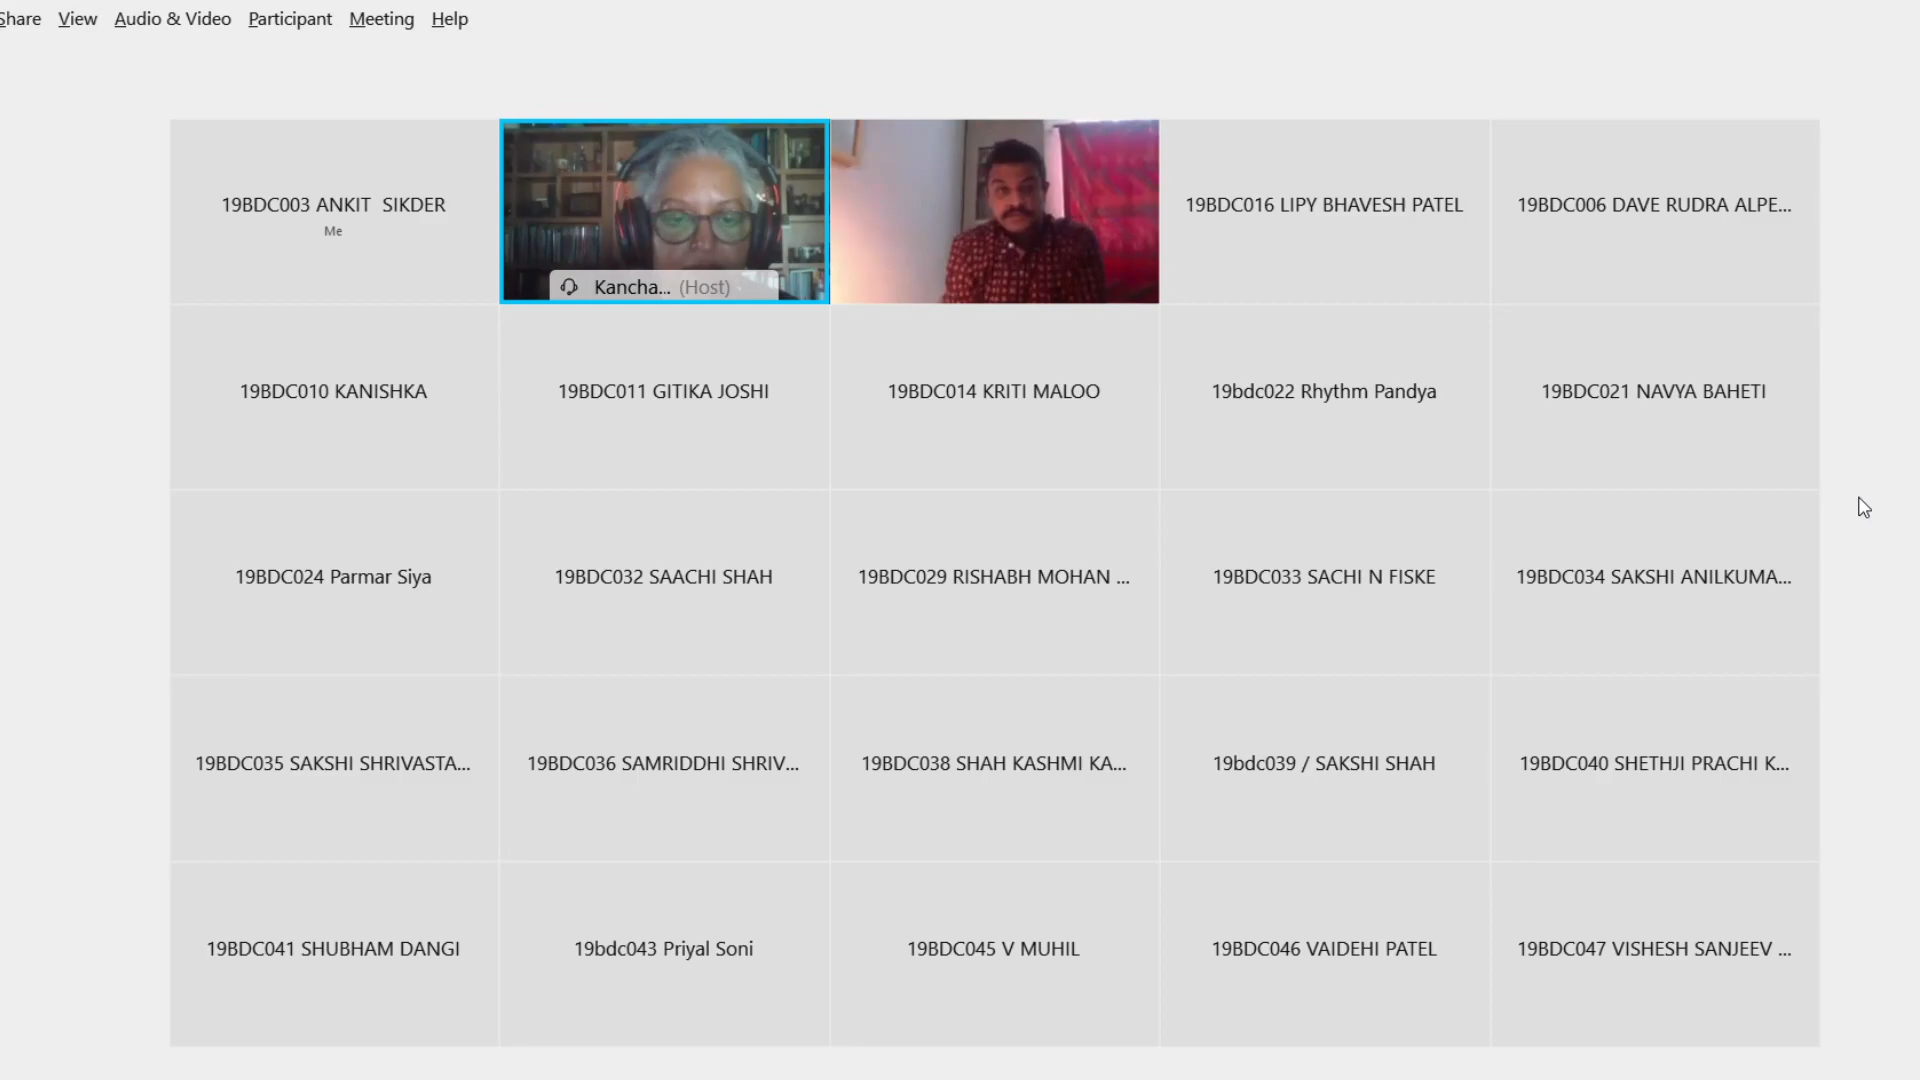 Share View Audio & Video Participant Meeting Help
19BDC003 ANKIT SIKDER
Me
Kancha... (Host)
19BDC016 LIPY BHAVESH PATEL
19BDC006 DAVE RUDRA ALPE...
19BDC010 KANISHKA
19BDC011 GITIKA JOSHI
19BDC014 KRITI MALOO
19bdc022 Rhythm Pandya
19BDC021 NAVYA BAHETI
19BDC024 Parmar Siya
19BDC032 SAACHI SHAH
19BDC029 RISHABH MOHAN ...
19BDC033 SACHI N FISKE
19BDC034 SAKSHI ANILKUMA...
19BDC035 SAKSHI SHRIVASTA...
19BDC036 SAMRIDDHI SHRIV...
19BDC038 SHAH KASHMI KA...
19bdc039 / SAKSHI SHAH
19BDC040 SHETHJI PRACHI K...
19BDC041 SHUBHAM DANGI
19bdc043 Priyal Soni
19BDC045 V MUHIL
19BDC046 VAIDEHI PATEL
19BDC047 VISHESH SANJEEV ...